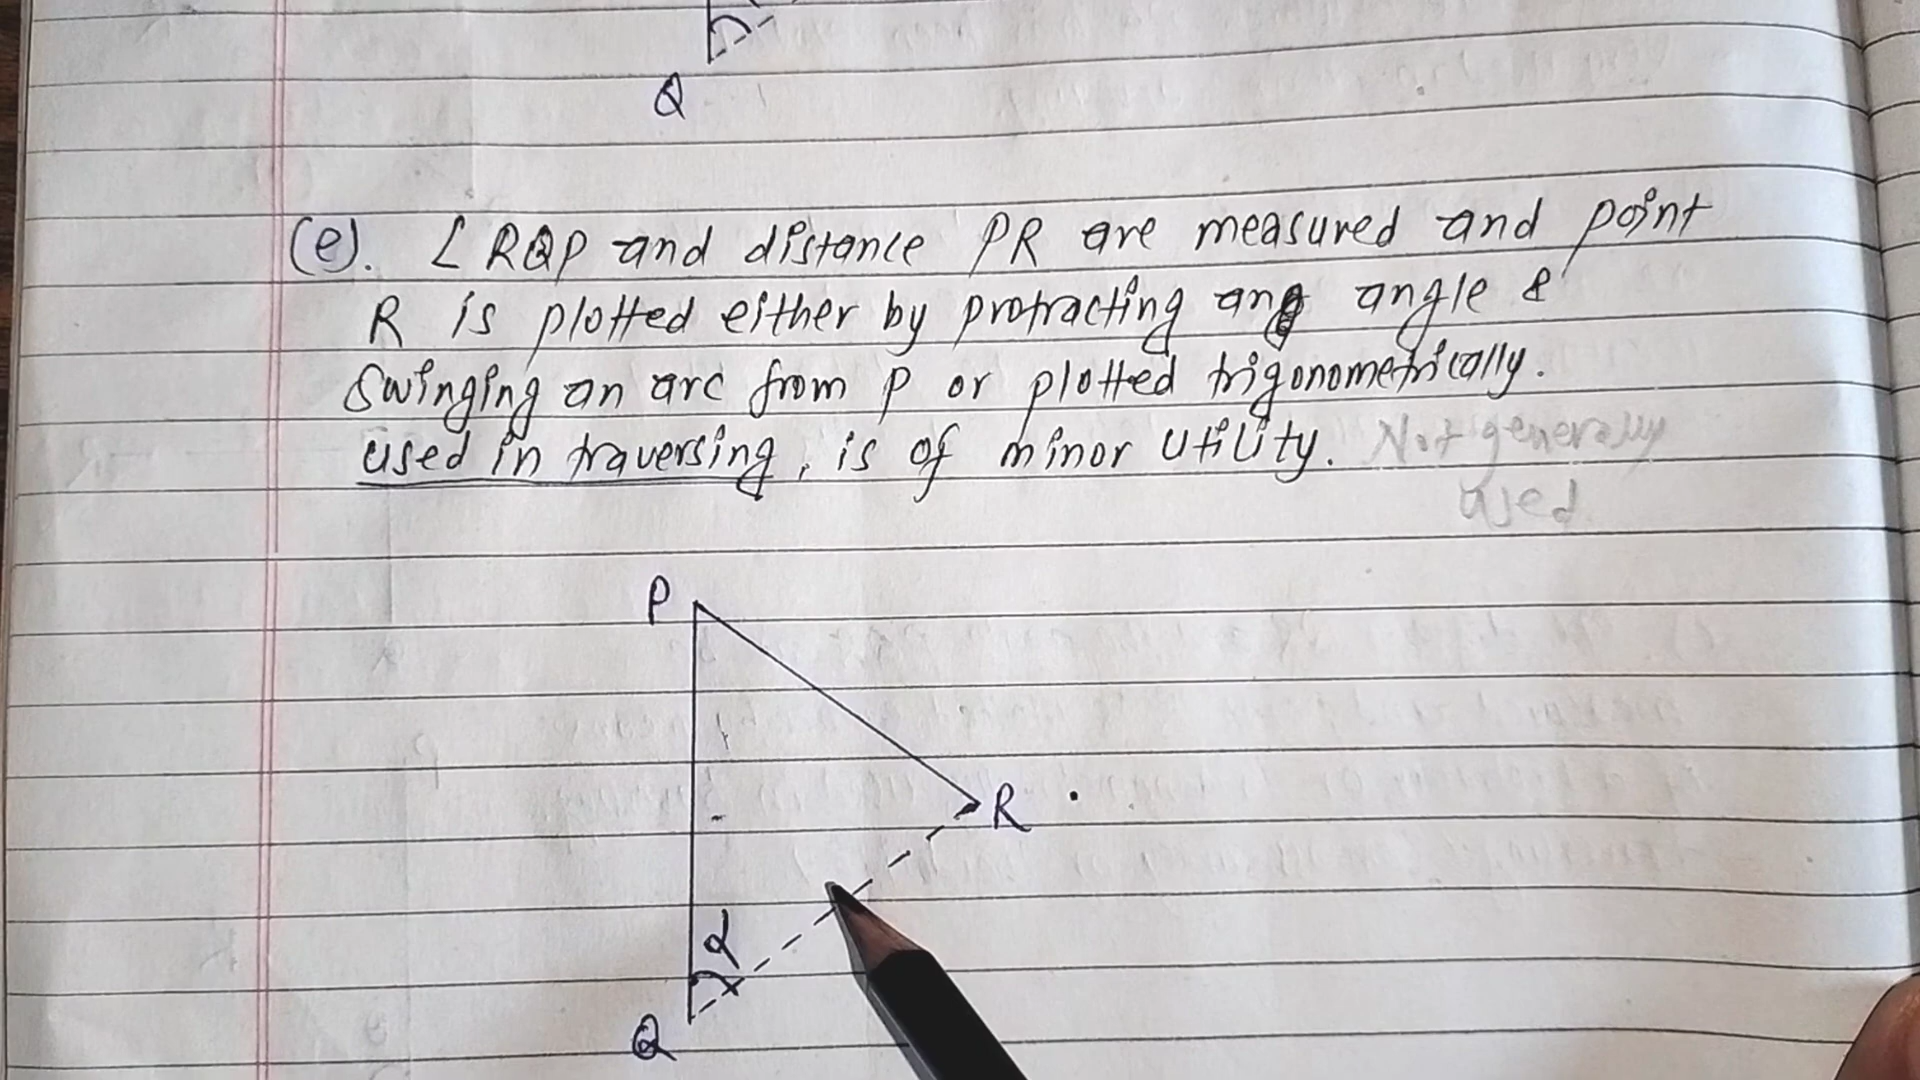 Q
(e). ∠RQP and distance PR are measured and point
R is plotted either by protracting an angle &
swinging an arc from P or plotted trigonometrically.
used in traversing, is of minor utility. Not generally
used
P
R
α
Q